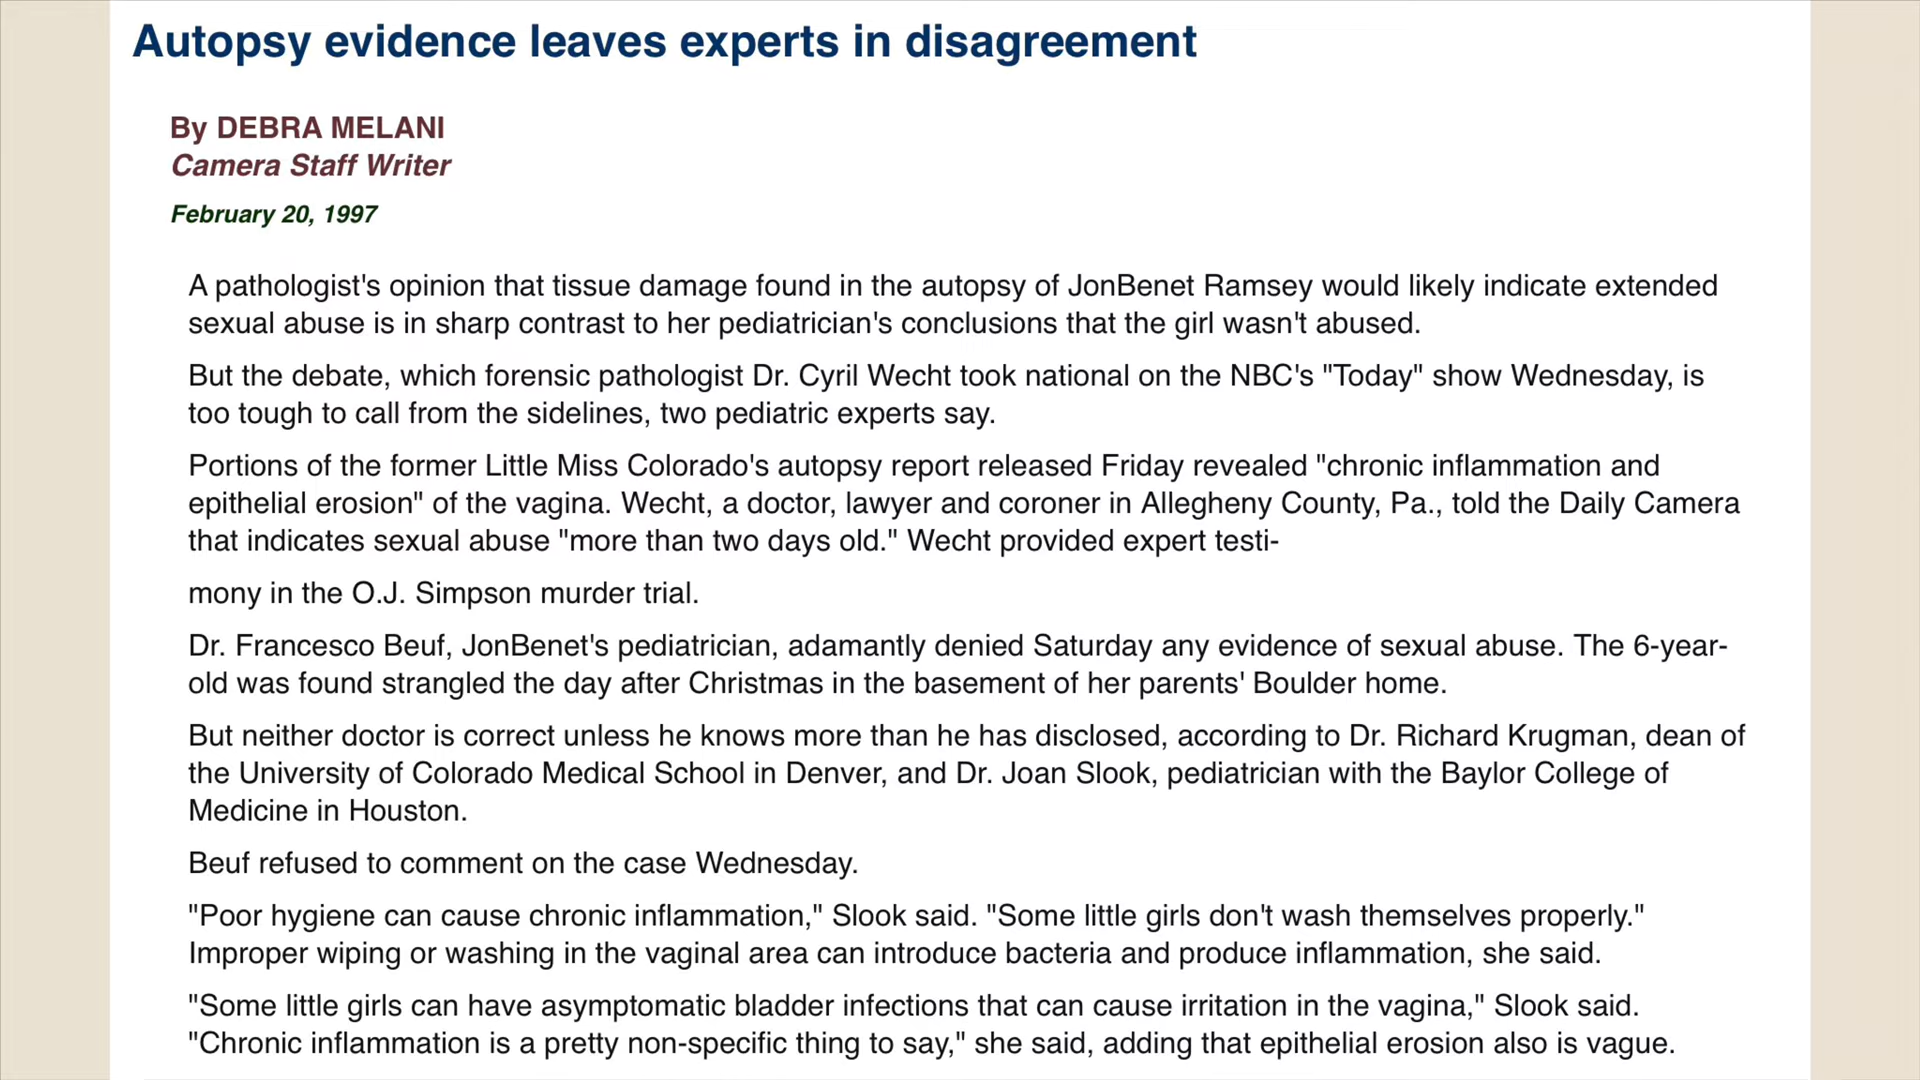 Autopsy evidence leaves experts in disagreement
By DEBRA MELANI
Camera Staff Writer
February 20, 1997
A pathologist's opinion that tissue damage found in the autopsy of JonBenet Ramsey would likely indicate extended
sexual abuse is in sharp contrast to her pediatrician's conclusions that the girl wasn't abused.
But the debate, which forensic pathologist Dr. Cyril Wecht took national on the NBC's "Today" show Wednesday, is
too tough to call from the sidelines, two pediatric experts say.
Portions of the former Little Miss Colorado's autopsy report released Friday revealed "chronic inflammation and
epithelial erosion" of the vagina. Wecht, a doctor, lawyer and coroner in Allegheny County, Pa., told the Daily Camera
that indicates sexual abuse "more than two days old." Wecht provided expert testi-
mony in the O.J. Simpson murder trial.
Dr. Francesco Beuf, JonBenet's pediatrician, adamantly denied Saturday any evidence of sexual abuse. The 6-year-
old was found strangled the day after Christmas in the basement of her parents' Boulder home.
But neither doctor is correct unless he knows more than he has disclosed, according to Dr. Richard Krugman, dean of
the University of Colorado Medical School in Denver, and Dr. Joan Slook, pediatrician with the Baylor College of
Medicine in Houston.
Beuf refused to comment on the case Wednesday.
"Poor hygiene can cause chronic inflammation," Slook said. "Some little girls don't wash themselves properly."
Improper wiping or washing in the vaginal area can introduce bacteria and produce inflammation, she said.
"Some little girls can have asymptomatic bladder infections that can cause irritation in the vagina," Slook said.
"Chronic inflammation is a pretty non-specific thing to say," she said, adding that epithelial erosion also is vague.